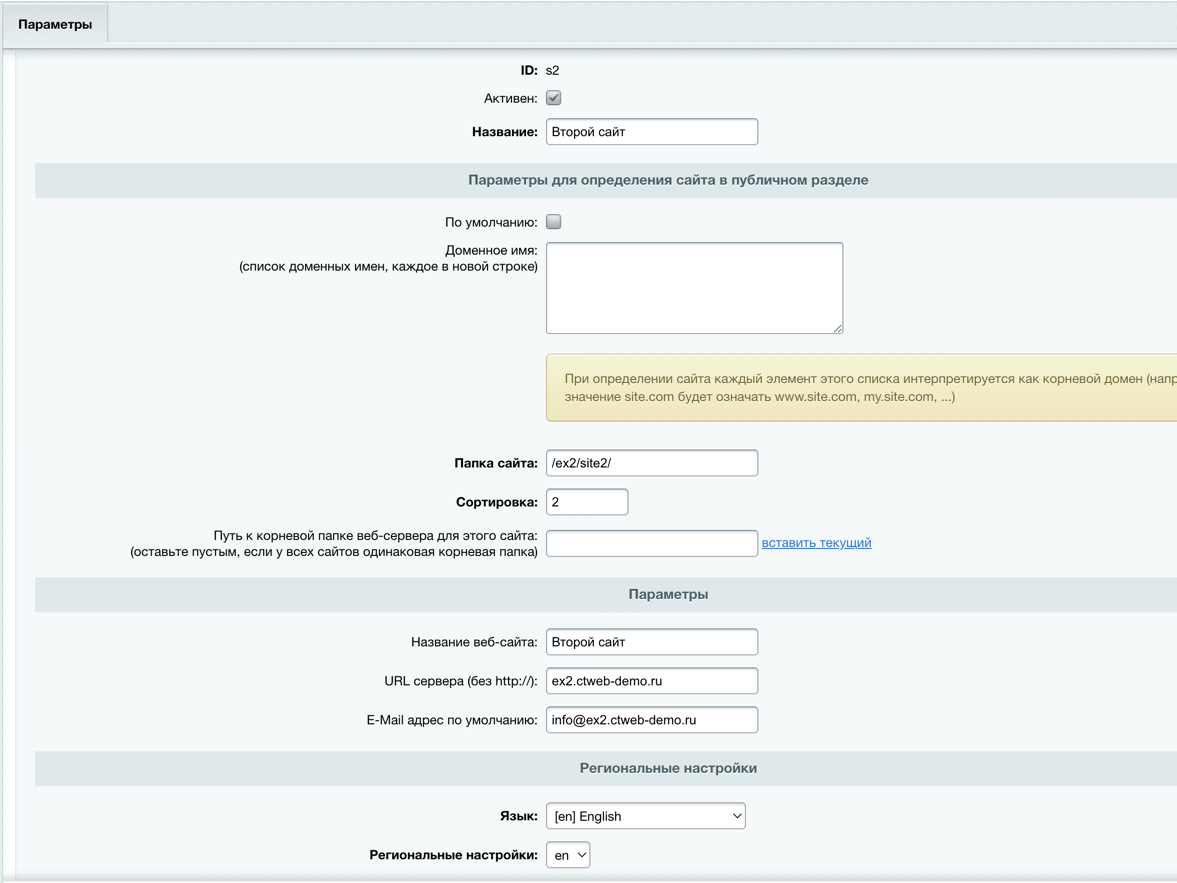 Параметры
ID: s2
Активен:
Название: Второй сайт
Параметры для определения сайта в публичном разделе
По умолчанию:
Доменное имя:
(список доменных имен, каждое в новой строке)
При определении сайта каждый элемент этого списка интерпретируется как корневой домен (напр
значение site.com будет означать www.site.com, my.site.com, ...)
Папка сайта: /ex2/site2/
Сортировка: 2
Путь к корневой папке веб-сервера для этого сайта:
(оставьте пустым, если у всех сайтов одинаковая корневая папка) вставить текущий
Параметры
Название веб-сайта: Второй сайт
URL сервера (без http://): ex2.ctweb-demo.ru
E-Mail адрес по умолчанию: info@ex2.ctweb-demo.ru
Региональные настройки
Язык: [en] English
Региональные настройки: en